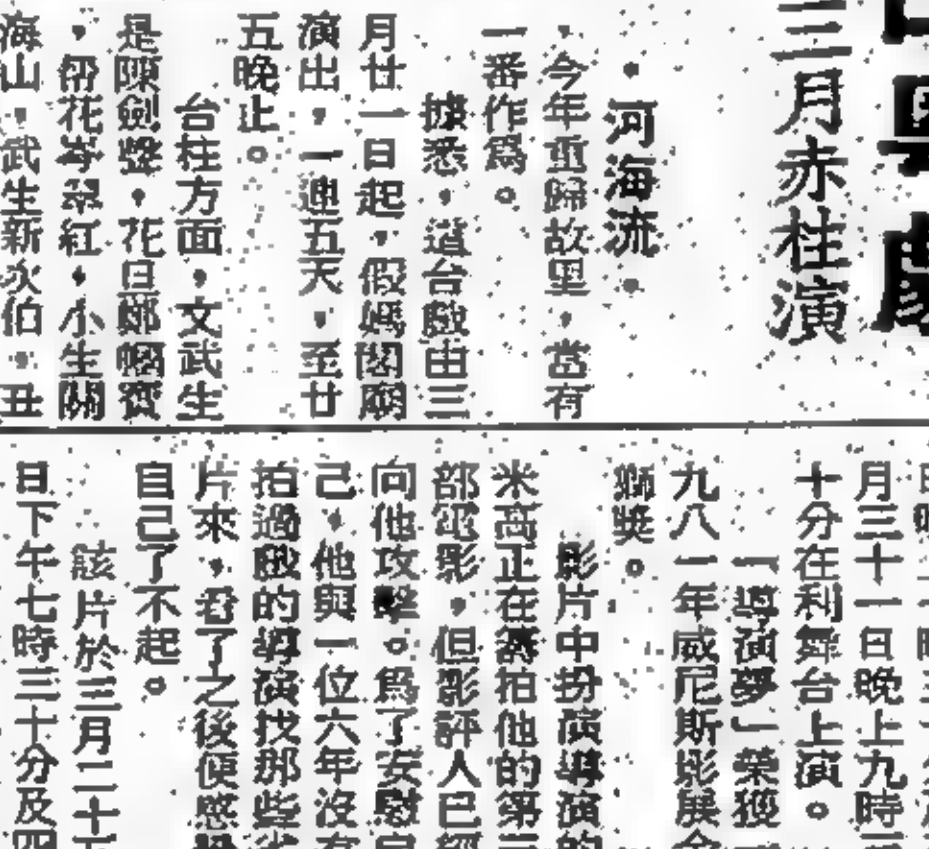 三月赤柱演
·河海流·
，今年重歸故里，當有
一番作爲。
據悉，這台戲由三
月廿一日起，假媽閣廟
演出，一連五天，至廿
五晚止。
台柱方面，文武生
是陳劍聲，花旦鄭幗寶
，幫花岑翠紅，小生關
海山，武生新次伯，丑
月三十一日晚上九時
十分在利舞台上演。
「導演夢」榮獲一
九八一年威尼斯影展金
獅獎。
影片中扮演導演的
米高正在籌拍他的第三
部電影，但影評人已經
向他攻擊。爲了安慰自
己，他與一位六年沒有
拍過戲的導演找那些
片來，看了之後便感
自己了不起。
該片於三月二十五
日下午七時三十分及四